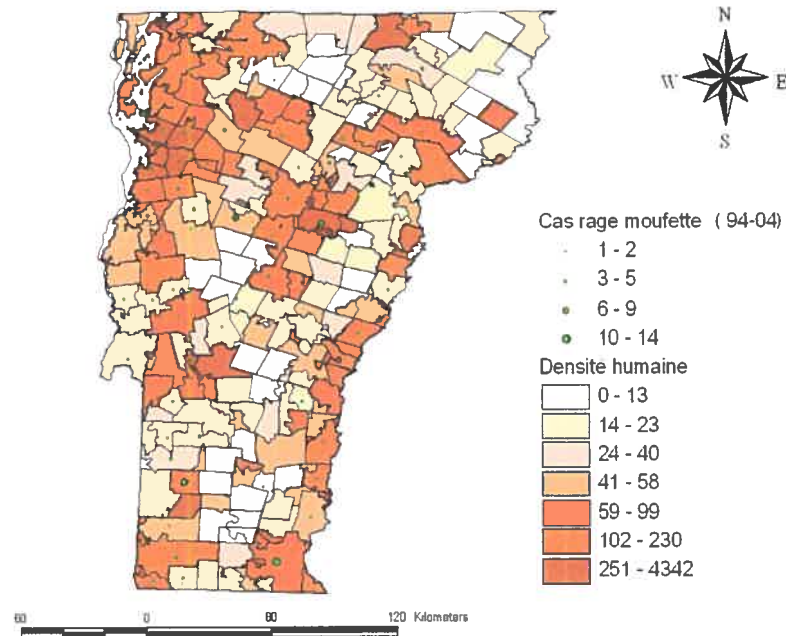 N
W E
S
Cas rage moufette ( 94-04)
1 - 2
3 - 5
6 - 9
10 - 14
Densite humaine
0 - 13
14 - 23
24 - 40
41 - 58
59 - 99
102 - 230
251 - 4342
60 0 60 120 Kilometers